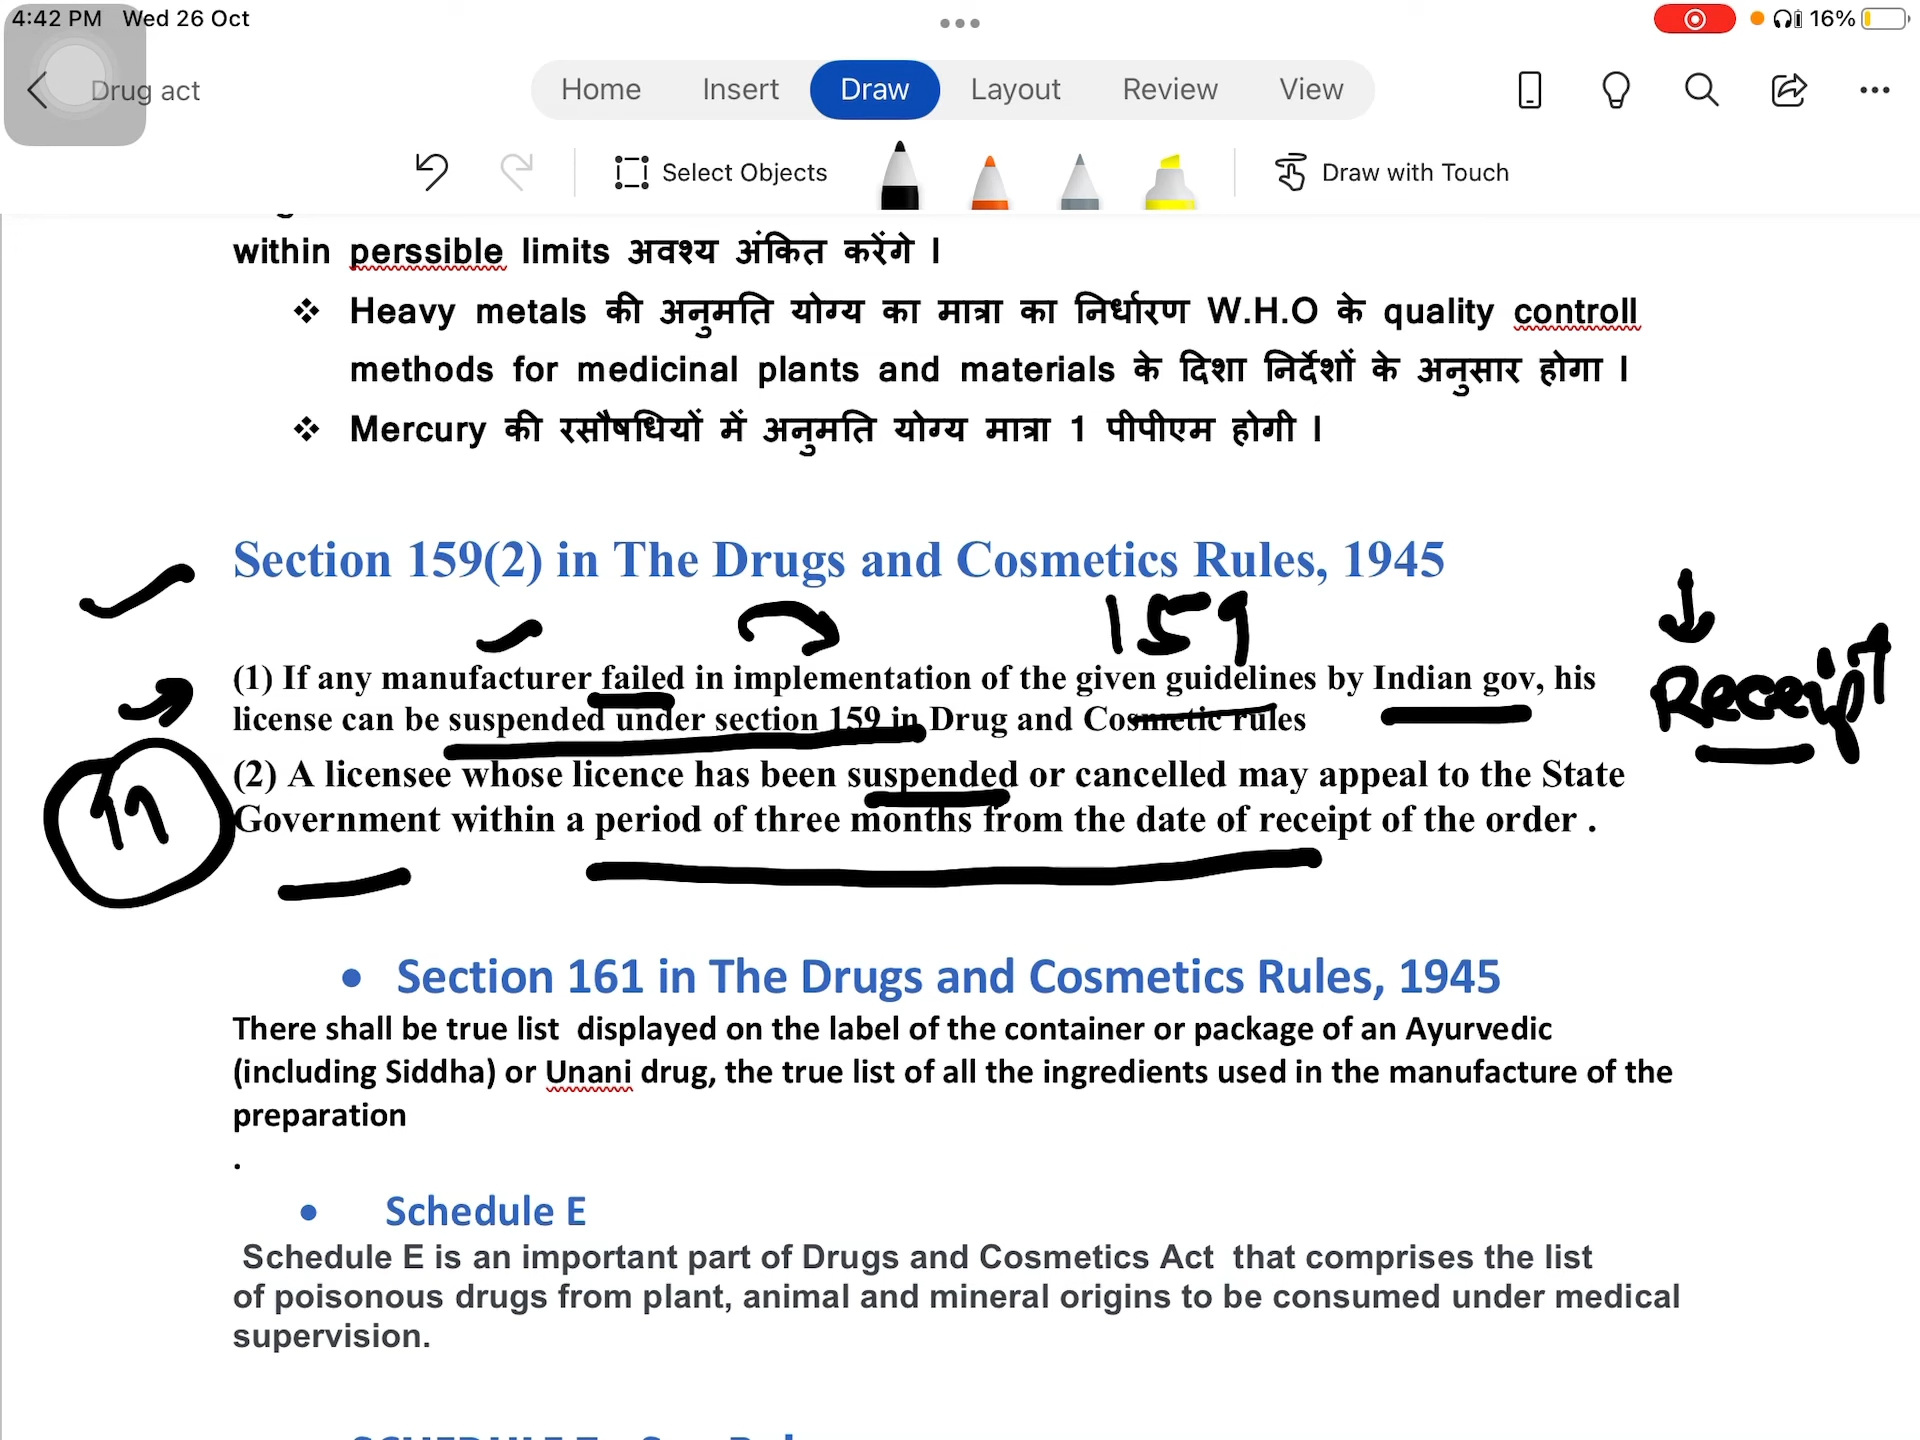 4:42 PM Wed 26 Oct
16%
Drug act
Home Insert Draw Layout Review View
Select Objects
Draw with Touch
within perssible limits अवश्य अंकित करेंगे ।
❖ Heavy metals की अनुमति योग्य का मात्रा का निर्धारण W.H.O के quality controll
methods for medicinal plants and materials के दिशा निर्देशों के अनुसार होगा ।
❖ Mercury की रसौषधियों में अनुमति योग्य मात्रा 1 पीपीएम होगी ।
Section 159(2) in The Drugs and Cosmetics Rules, 1945
159
(1) If any manufacturer failed in implementation of the given guidelines by Indian gov, his
Receipt
license can be suspended under section 159 in Drug and Cosmetic rules
(2) A licensee whose licence has been suspended or cancelled may appeal to the State
Government within a period of three months from the date of receipt of the order .
• Section 161 in The Drugs and Cosmetics Rules, 1945
There shall be true list displayed on the label of the container or package of an Ayurvedic
(including Siddha) or Unani drug, the true list of all the ingredients used in the manufacture of the
preparation
.
• Schedule E
Schedule E is an important part of Drugs and Cosmetics Act that comprises the list
of poisonous drugs from plant, animal and mineral origins to be consumed under medical
supervision.